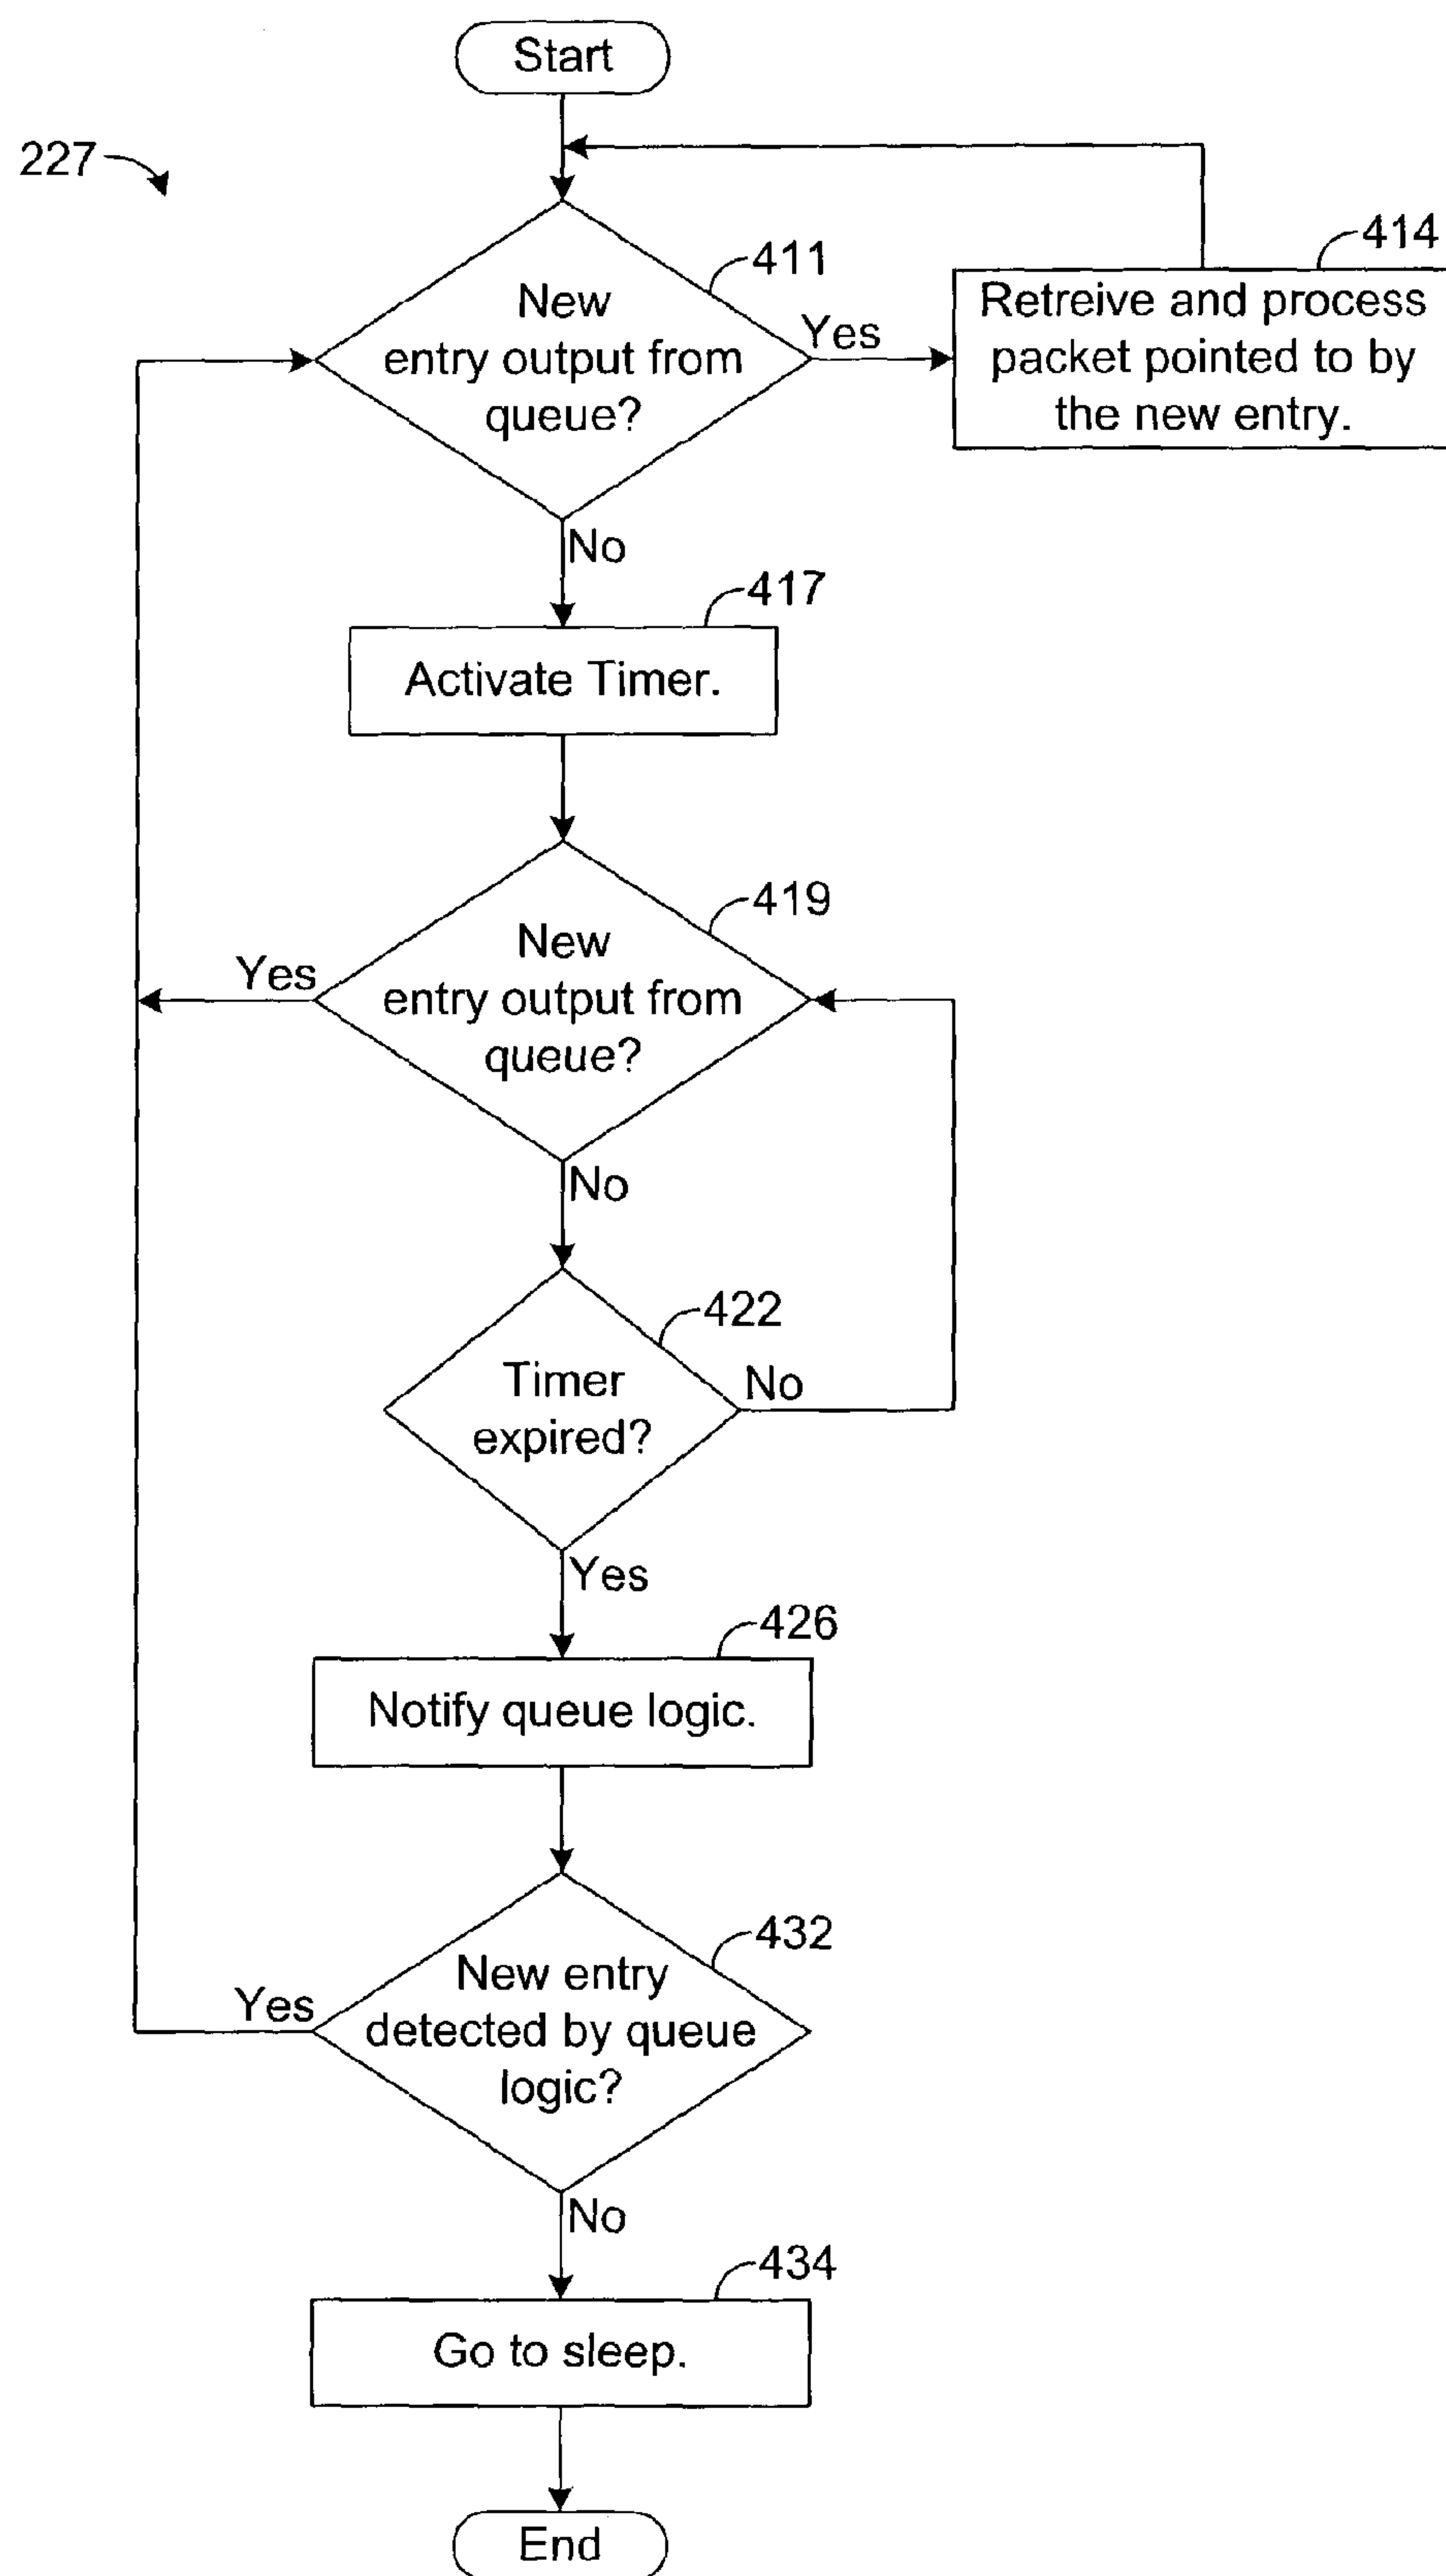 Start
227
411
414
New
entry output from
queue?
Yes
Retreive and process
packet pointed to by
the new entry.
No
417
Activate Timer.
419
New
entry output from
queue?
Yes
No
422
Timer
expired?
No
Yes
426
Notify queue logic.
432
New entry
detected by queue
logic?
Yes
No
434
Go to sleep.
End